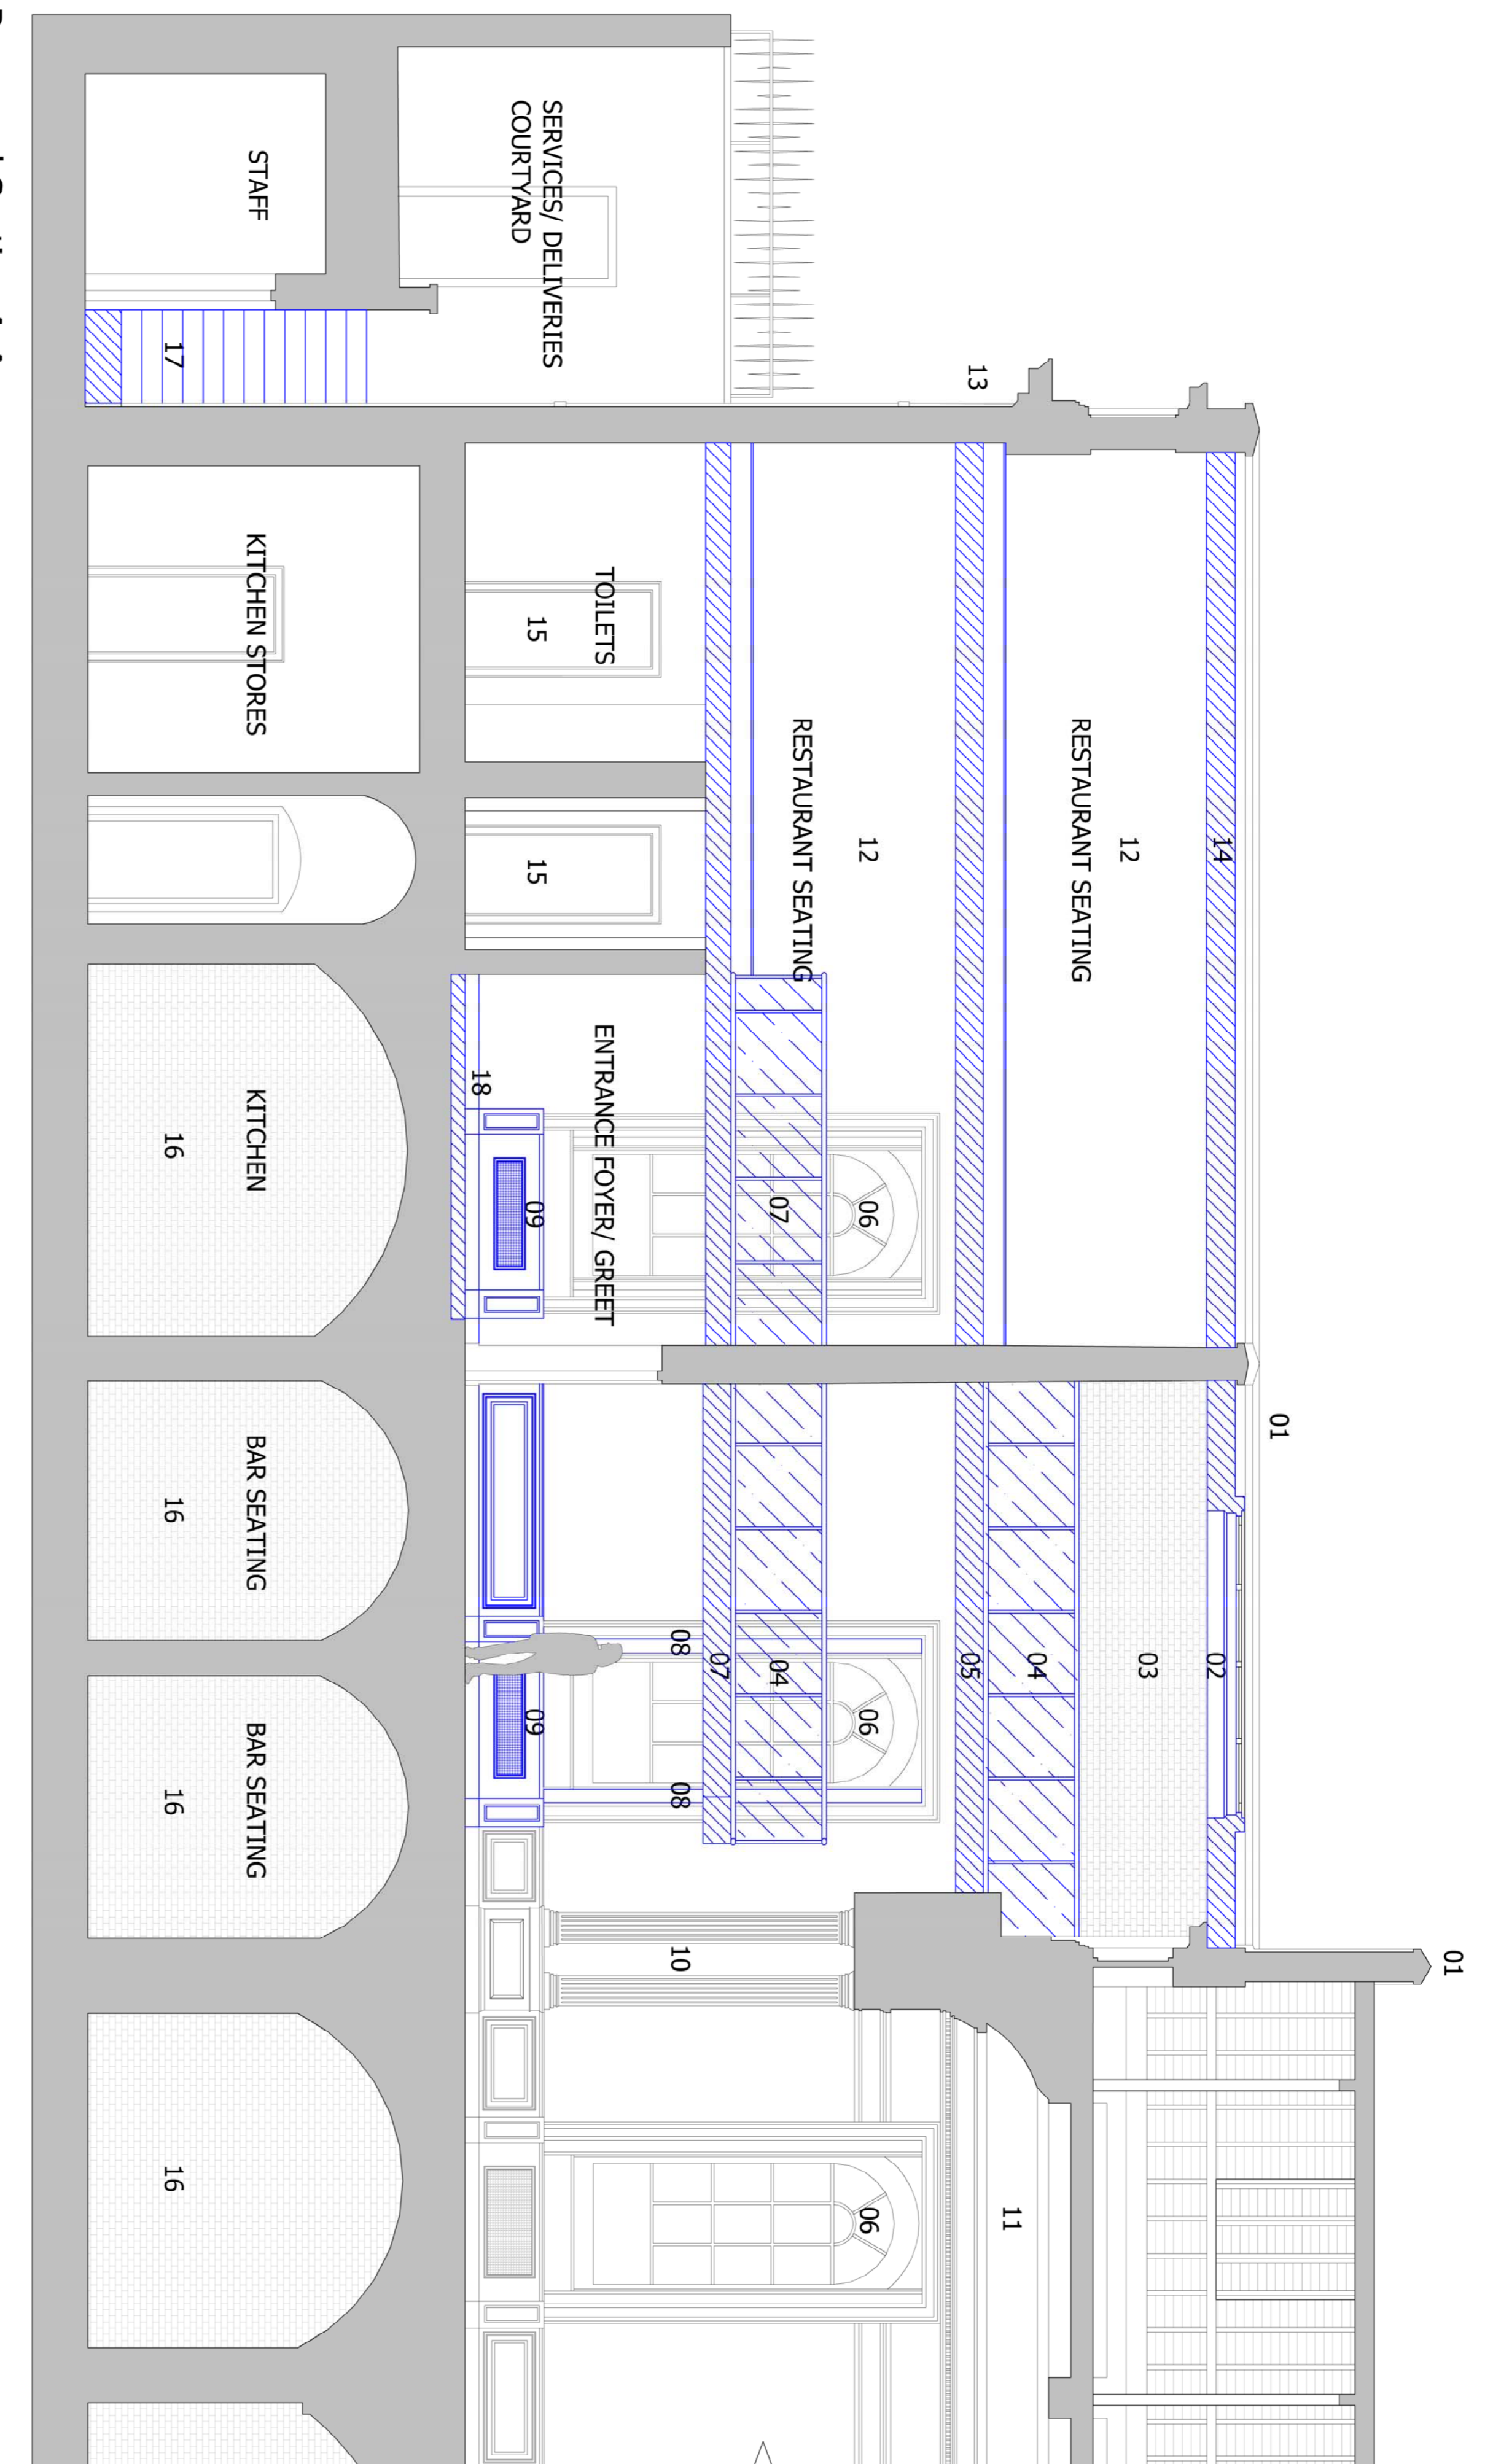 01
01
14
02
03
12
RESTAURANT SEATING
04
11
13
05
12
06
06
06
RESTAURANT SEATING
07
04
07
08
08
10
TOILETS
ENTRANCE FOYER/ GREET
SERVICES/ DELIVERIES
COURTYARD
15
15
09
09
18
STAFF
KITCHEN STORES
KITCHEN
BAR SEATING
BAR SEATING
17
16
16
16
16